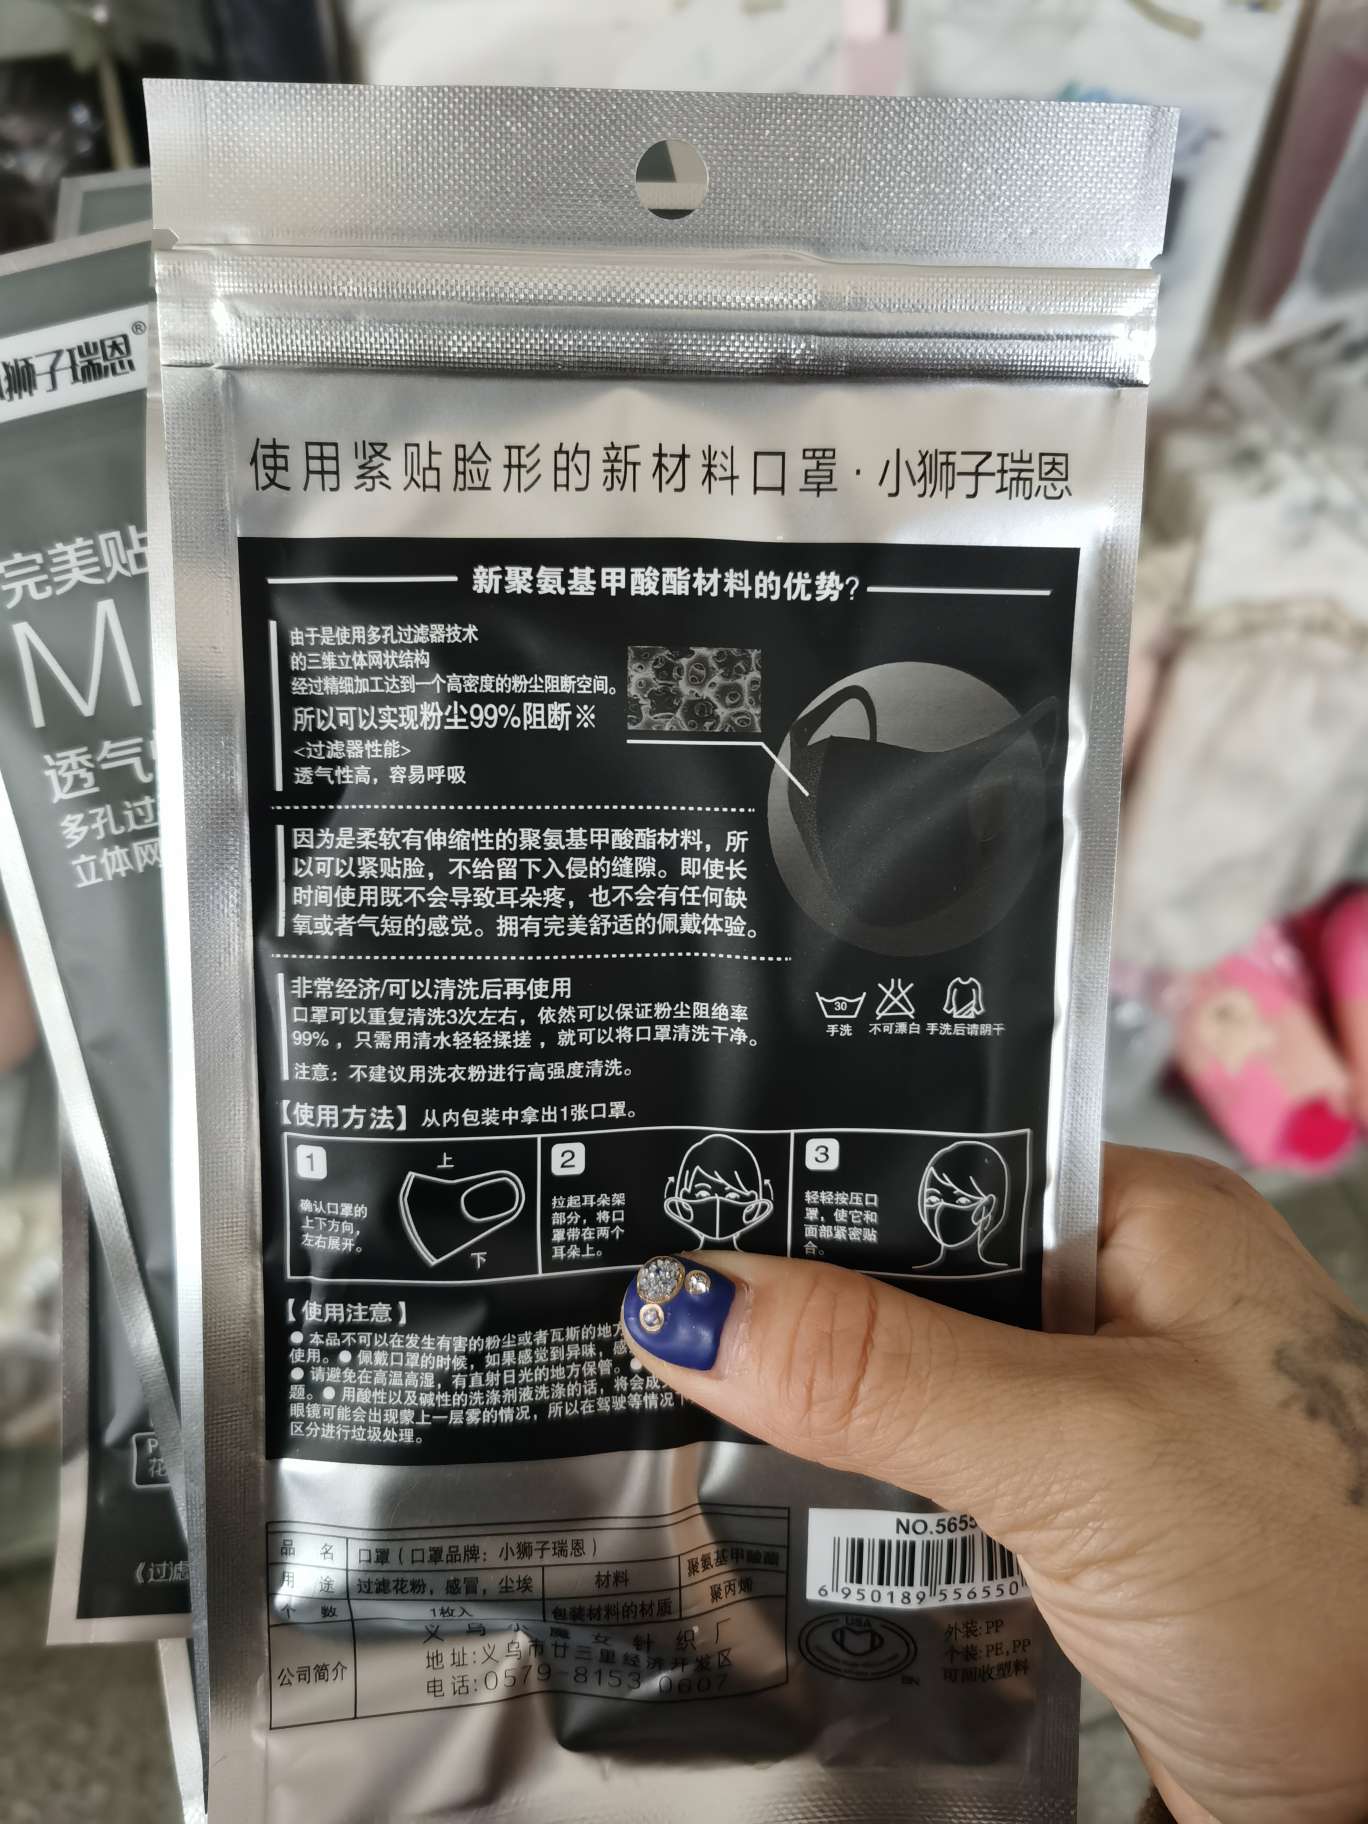 狮子瑞恩®
完美贴
M
透气
多孔过
立体网
《过滤
使用紧贴脸形的新材料口罩·小狮子瑞恩
新聚氨基甲酸酯材料的优势?
由于是使用多孔过滤器技术
的三维立体网状结构
经过精细加工达到一个高密度的粉尘阻断空间。
所以可以实现粉尘99%阻断※
<过滤器性能>
透气性高，容易呼吸
因为是柔软有伸缩性的聚氨基甲酸酯材料，所
以可以紧贴脸，不给留下入侵的缝隙。即使长
时间使用既不会导致耳朵疼，也不会有任何缺
氧或者气短的感觉。拥有完美舒适的佩戴体验。
非常经济/可以清洗后再使用
口罩可以重复清洗3次左右，依然可以保证粉尘阻绝率
99%，只需用清水轻轻揉搓，就可以将口罩清洗干净。
注意：不建议用洗衣粉进行高强度清洗。
30
手洗 不可漂白 手洗后请阴干
【使用方法】从内包装中拿出1张口罩。
1
上
确认口罩的
上下方向，
左右展开。
下
2
拉起耳朵架
部分，将口
罩带在两个
耳朵上。
3
轻轻按压口
罩，使它和
面部紧密贴
合。
【使用注意】
●本品不可以在发生有害的粉尘或者瓦斯的地方
使用。●佩戴口罩的时候，如果感觉到异味，感
●请避免在高温高湿，有直射日光的地方保管。●
题。●用酸性以及碱性的洗涤剂液洗涤的话，将会成
眼镜可能会出现蒙上一层雾的情况，所以在驾驶等情况
区分进行垃圾处理。
品 名 口罩（口罩品牌：小狮子瑞恩）
用 途 过滤花粉，感冒，尘埃 材料 聚氨基甲酸酯
个 数 1枚入 包装材料的材质 聚丙烯
公司简介
义乌小魔女针织厂
地址:义乌市廿三里经济开发区
电话:0579-8153 0607
NO.5655
6 950189 556550
USA
外装:PP
个装:PE,PP
可回收塑料